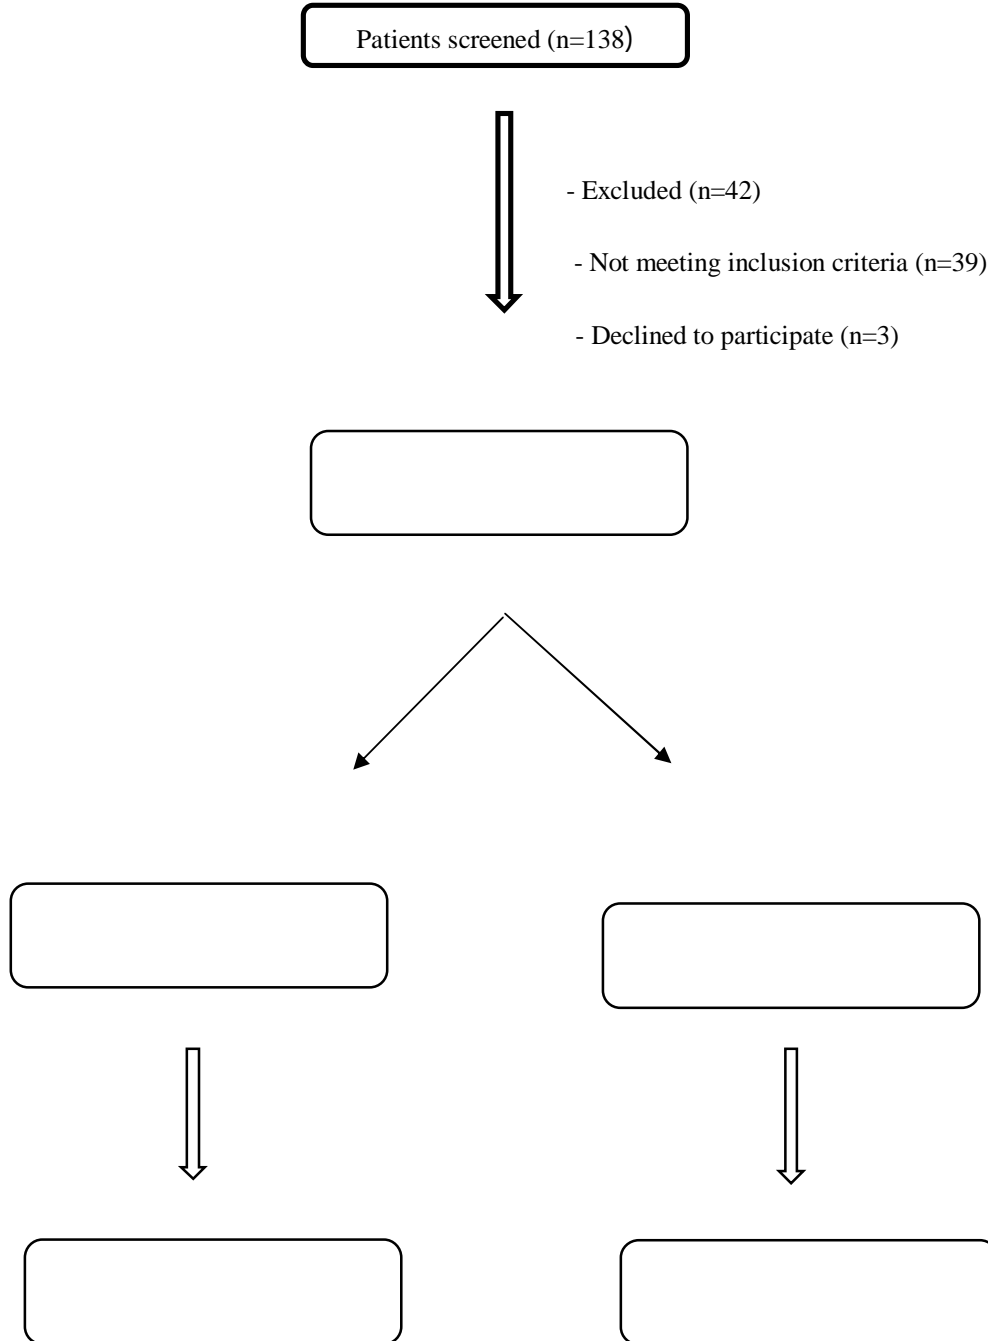 Patients screened (n=138)
- Excluded (n=42)
- Not meeting inclusion criteria (n=39)
- Declined to participate (n=3)